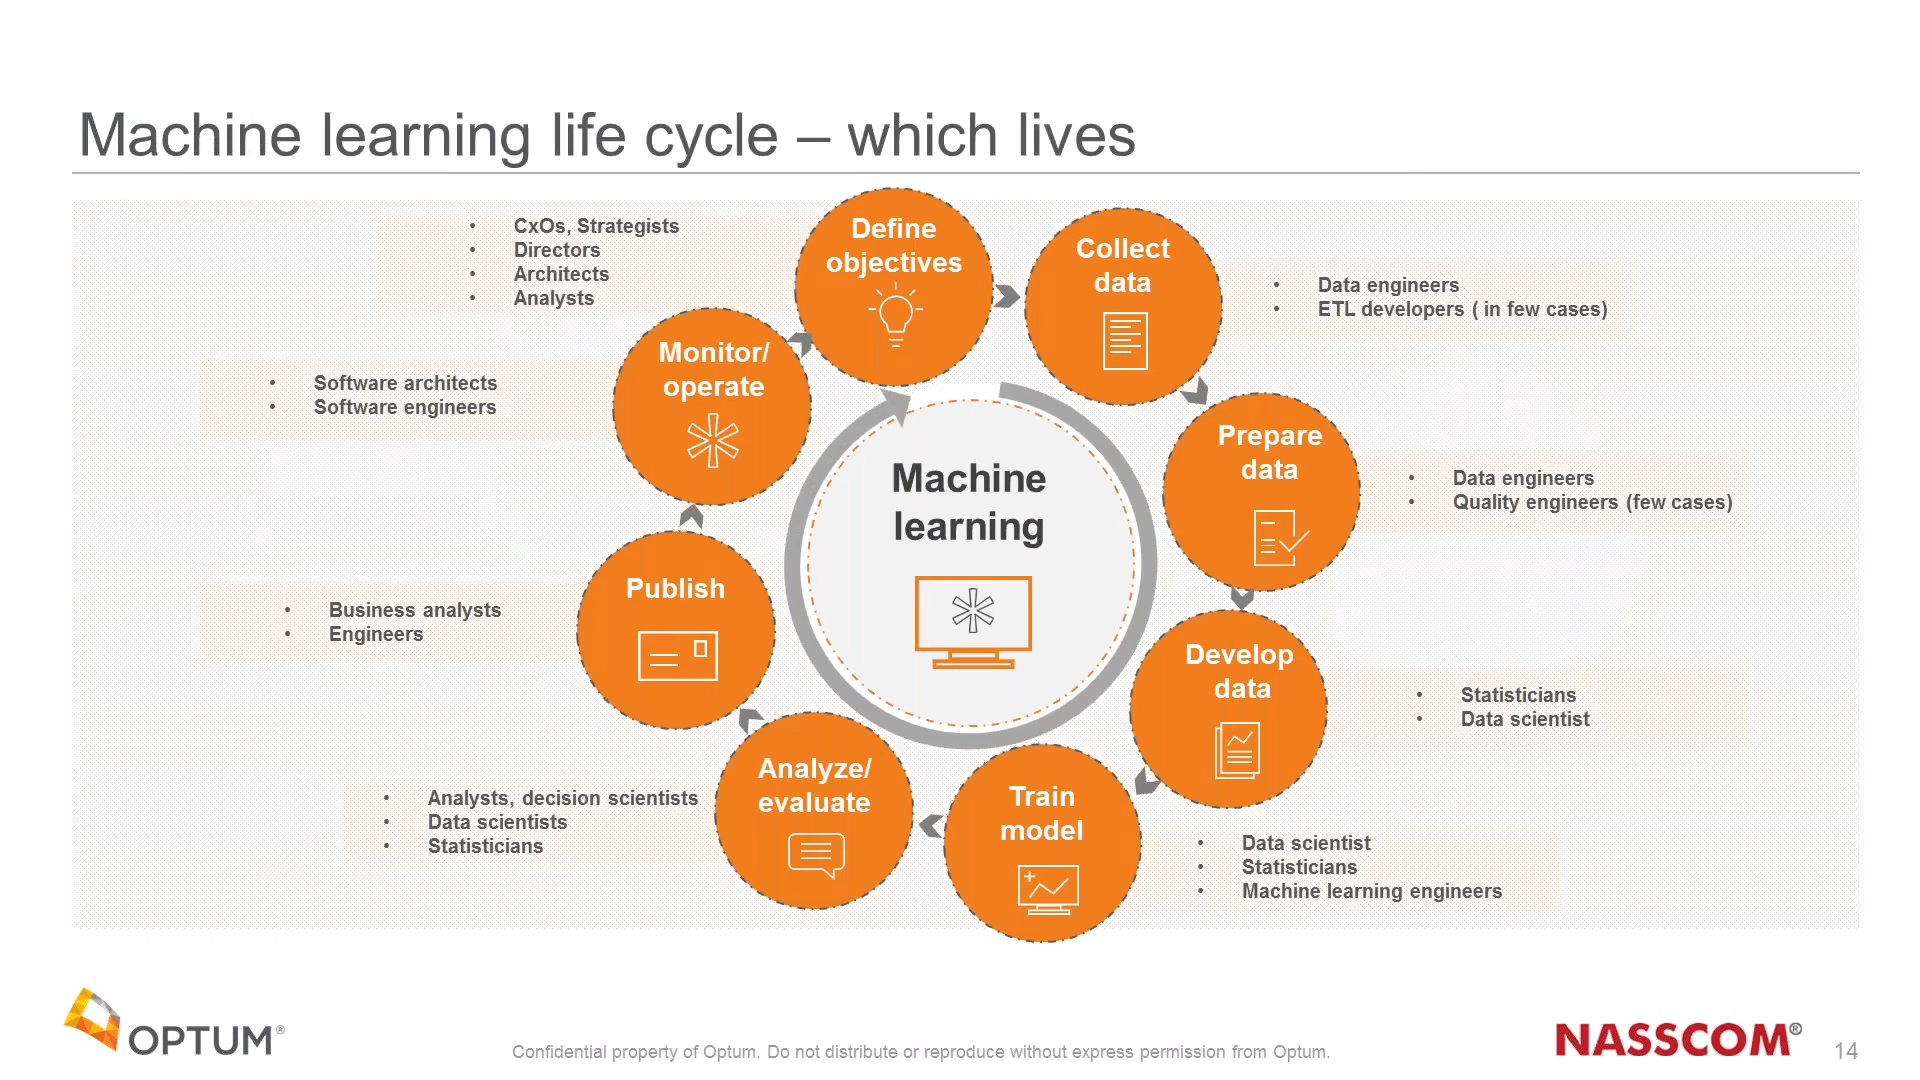 Machine learning life cycle – which lives
• CxOs, Strategists
• Directors
• Architects
• Analysts
Define
objectives
Collect
data
• Data engineers
• ETL developers ( in few cases)
Monitor/
operate
• Software architects
• Software engineers
Prepare
data
• Data engineers
• Quality engineers (few cases)
Machine
learning
Publish
• Business analysts
• Engineers
Develop
data
• Statisticians
• Data scientist
Analyze/
evaluate
• Analysts, decision scientists
• Data scientists
• Statisticians
Train
model
• Data scientist
• Statisticians
• Machine learning engineers
OPTUM®
Confidential property of Optum. Do not distribute or reproduce without express permission from Optum.
NASSCOM®
14